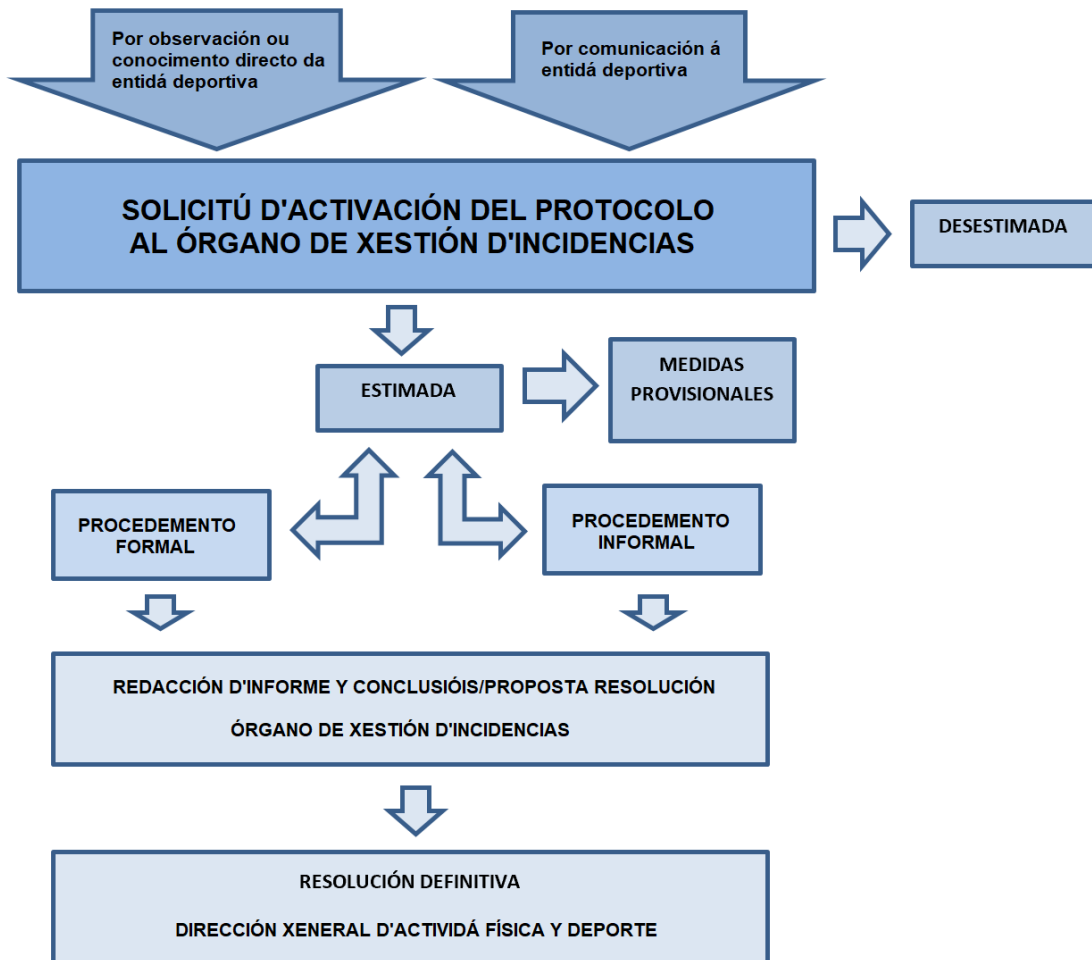 Por observación ou
conocimento directo da
entidá deportiva
Por comunicación á
entidá deportiva
SOLICITÚ D'ACTIVACIÓN DEL PROTOCOLO
AL ÓRGANO DE XESTIÓN D'INCIDENCIAS
DESESTIMADA
ESTIMADA
MEDIDAS
PROVISIONALES
PROCEDEMENTO
FORMAL
PROCEDEMENTO
INFORMAL
REDACCIÓN D'INFORME Y CONCLUSIÓIS/PROPOSTA RESOLUCIÓN
ÓRGANO DE XESTIÓN D'INCIDENCIAS
RESOLUCIÓN DEFINITIVA
DIRECCIÓN XENERAL D'ACTIVIDÁ FÍSICA Y DEPORTE